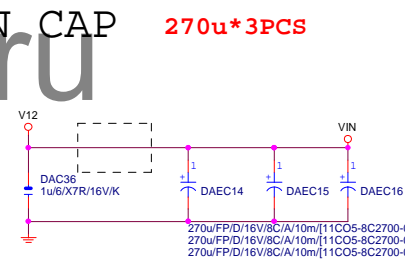 N CAP 270u*3PCS
ru
V12 VIN
DAC36
1u/6/X7R/16V/K
1 1 1
+ + +
DAEC14 DAEC15 DAEC16
270u/FP/D/16V/8C/A/10m/[11CO5-8C2700-
270u/FP/D/16V/8C/A/10m/[11CO5-8C2700-
270u/FP/D/16V/8C/A/10m/[11CO5-8C2700-